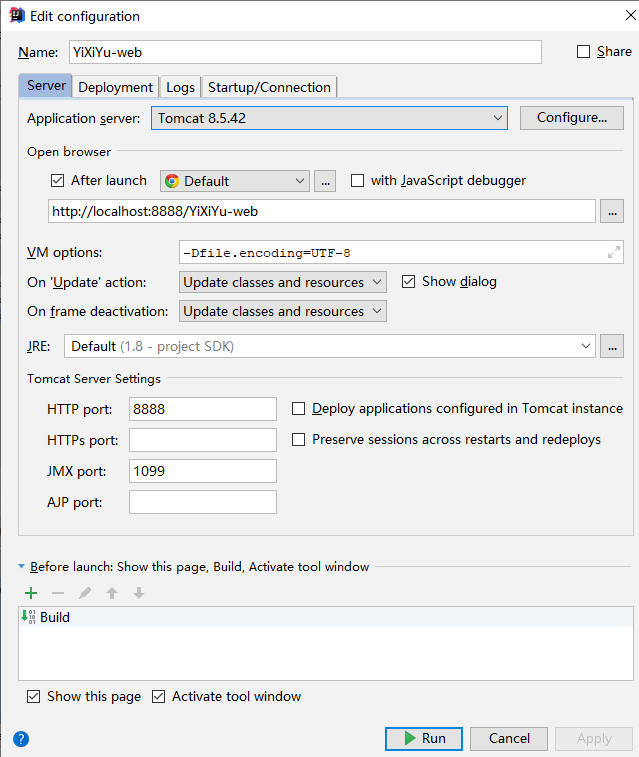 Edit configuration
Name: YiXiYu-web Share
Server Deployment Logs Startup/Connection
Application server: Tomcat 8.5.42 Configure...
Open browser
After launch Default ... with JavaScript debugger
http://localhost:8888/YiXiYu-web ...
VM options: -Dfile.encoding=UTF-8
On 'Update' action: Update classes and resources Show dialog
On frame deactivation: Update classes and resources
JRE: Default (1.8 - project SDK) ...
Tomcat Server Settings
HTTP port: 8888 Deploy applications configured in Tomcat instance
HTTPs port: Preserve sessions across restarts and redeploys
JMX port: 1099
AJP port:
Before launch: Show this page, Build, Activate tool window
Build
Show this page Activate tool window
? Run Cancel Apply